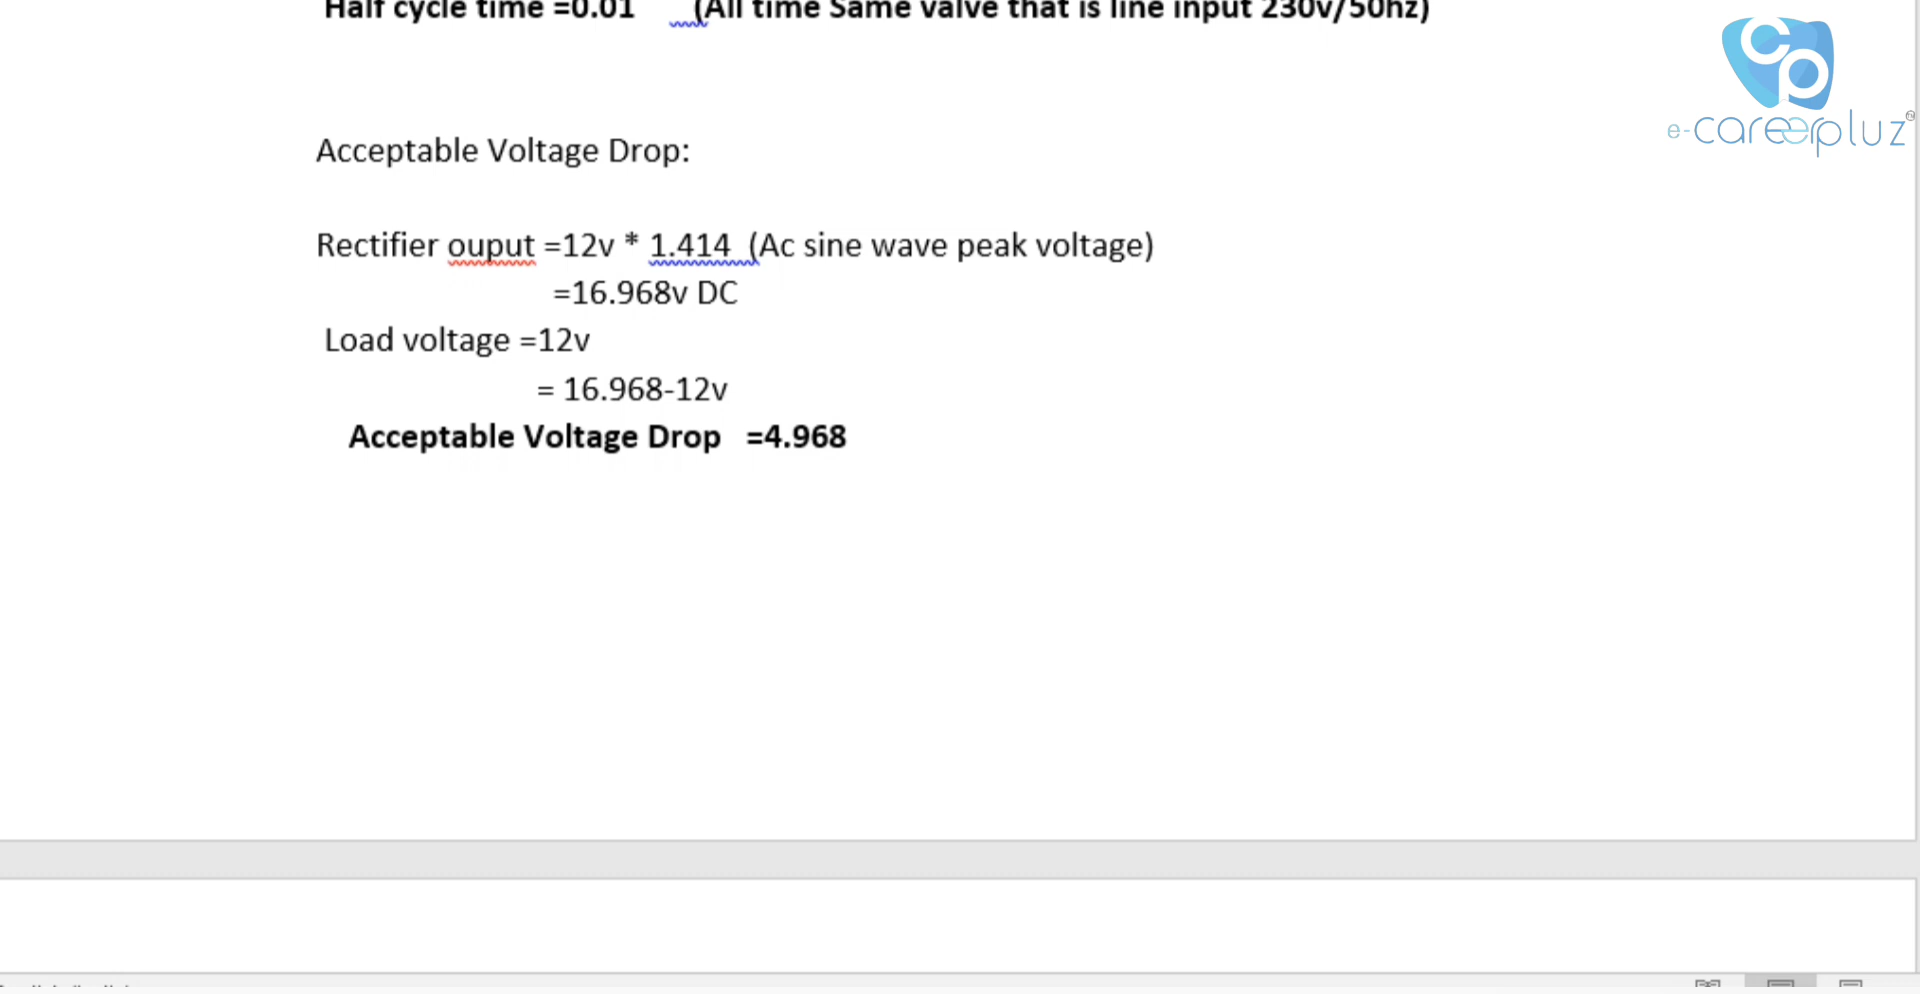 Half cycle time =0.01 (All time Same valve that is line input 230v/50hz)
cp
e-careerpluz
Acceptable Voltage Drop:
Rectifier ouput =12v * 1.414 (Ac sine wave peak voltage)
=16.968v DC
Load voltage =12v
= 16.968-12v
Acceptable Voltage Drop =4.968